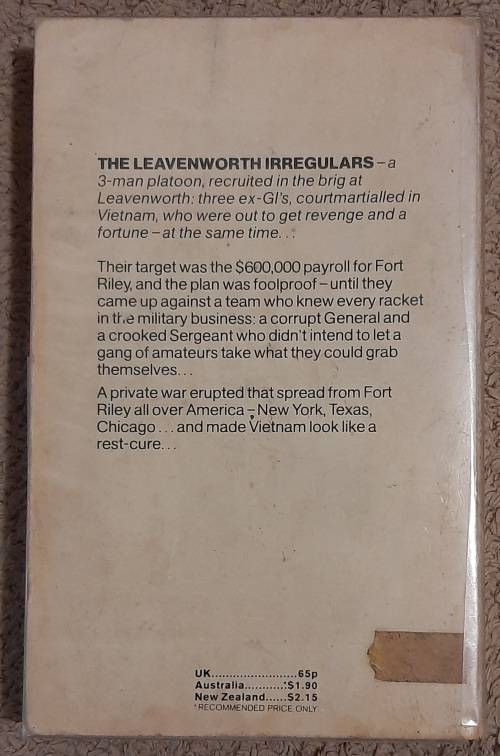 THE LEAVENWORTH IRREGULARS – a
3-man platoon, recruited in the brig at
Leavenworth: three ex-GI's, courtmartialled in
Vietnam, who were out to get revenge and a
fortune – at the same time...
Their target was the $600,000 payroll for Fort
Riley, and the plan was foolproof – until they
came up against a team who knew every racket
in the military business: a corrupt General and
a crooked Sergeant who didn't intend to let a
gang of amateurs take what they could grab
themselves...
A private war erupted that spread from Fort
Riley all over America – New York, Texas,
Chicago... and made Vietnam look like a
rest-cure...
UK........................65p
Australia...........*$1.90
New Zealand......$2.15
*RECOMMENDED PRICE ONLY